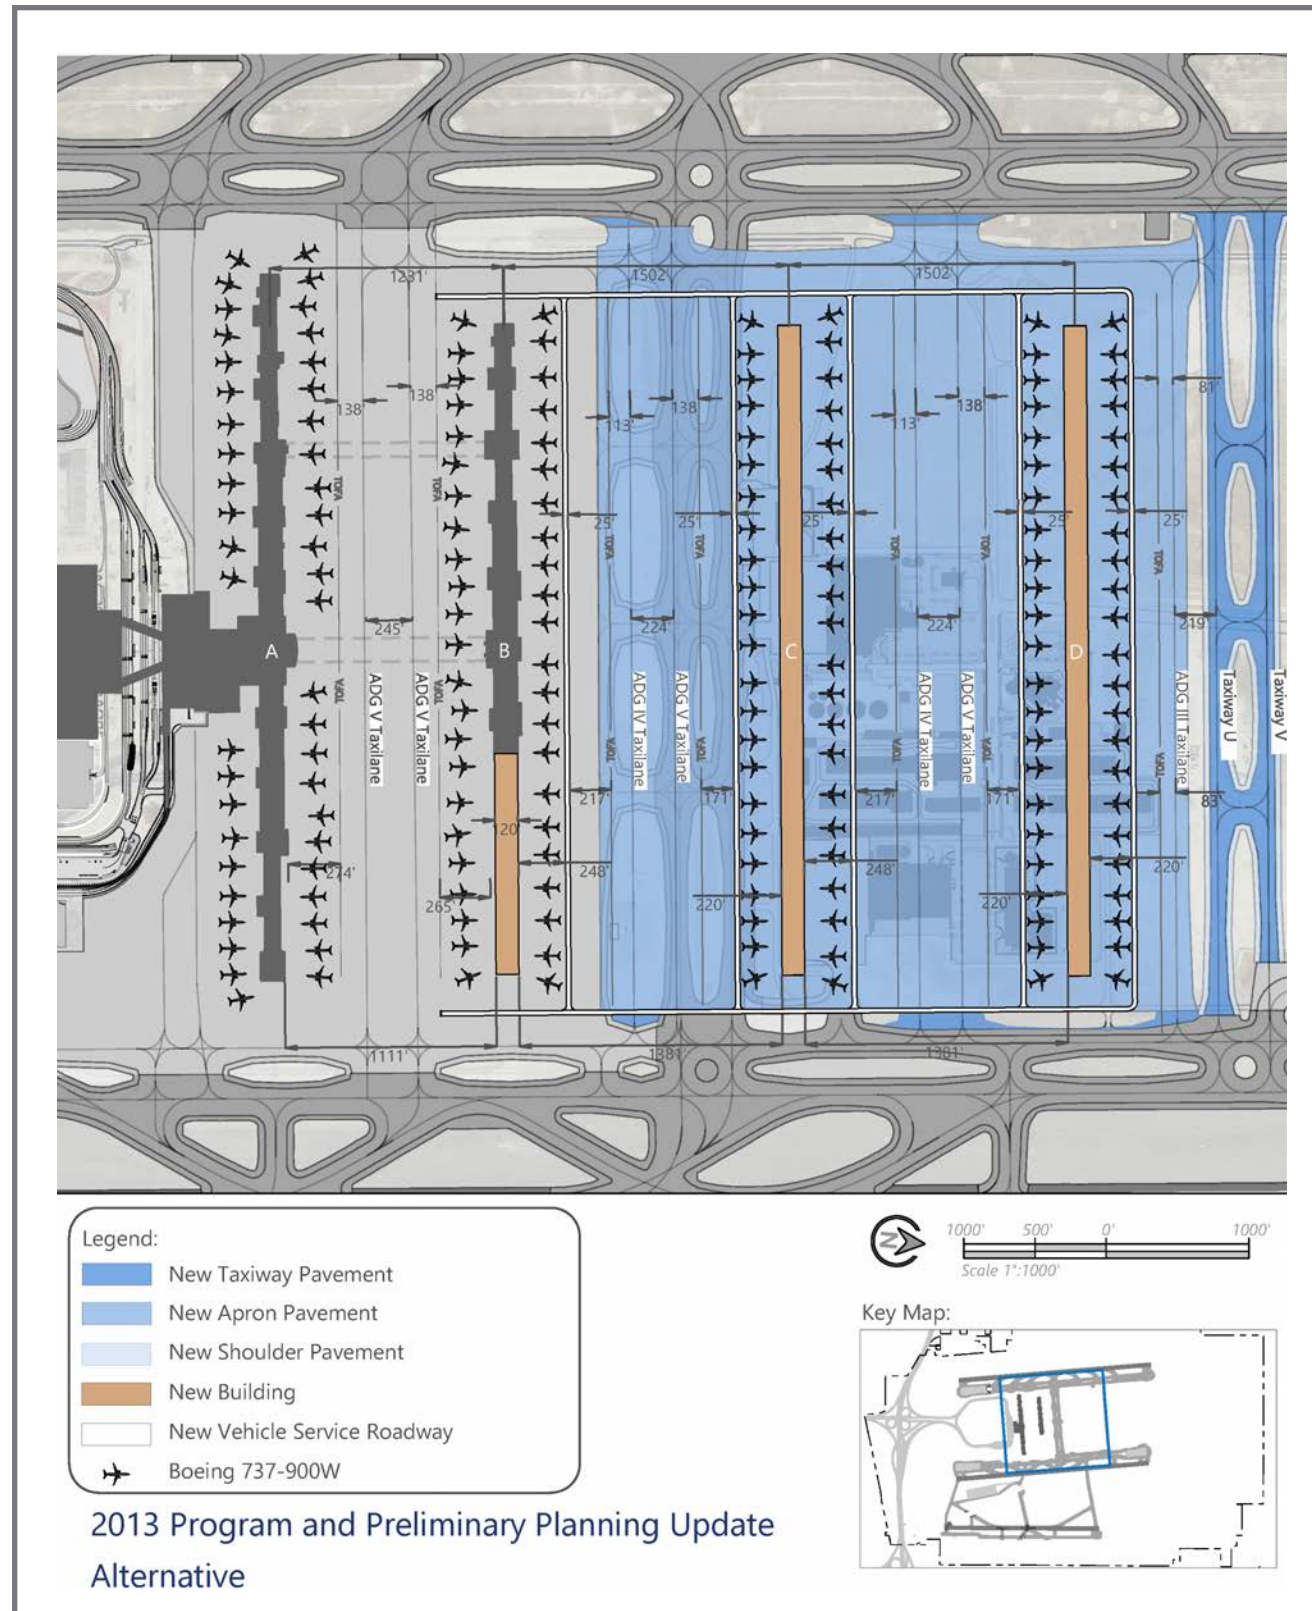 1231'
1502'
1502'
138'
138'
113'
138'
113'
138'
81'
TOFA
TOFA
TOFA
TOFA
TOFA
25'
25'
25'
25'
25'
245'
224'
224'
219'
A
B
C
D
TOFA
TOFA
TOFA
TOFA
TOFA
TOFA
ADG V Taxilane
ADG V Taxilane
ADG IV Taxilane
ADG V Taxilane
ADG IV Taxilane
ADG V Taxilane
ADG III Taxilane
Taxiway U
Taxiway V
217'
171'
217'
171'
83'
120'
274'
248'
248'
220'
265'
220'
220'
1111'
1381'
1381'
Legend:
New Taxiway Pavement
New Apron Pavement
New Shoulder Pavement
New Building
New Vehicle Service Roadway
Boeing 737-900W
N
1000' 500' 0' 1000'
Scale 1":1000'
Key Map:
2013 Program and Preliminary Planning Update
Alternative